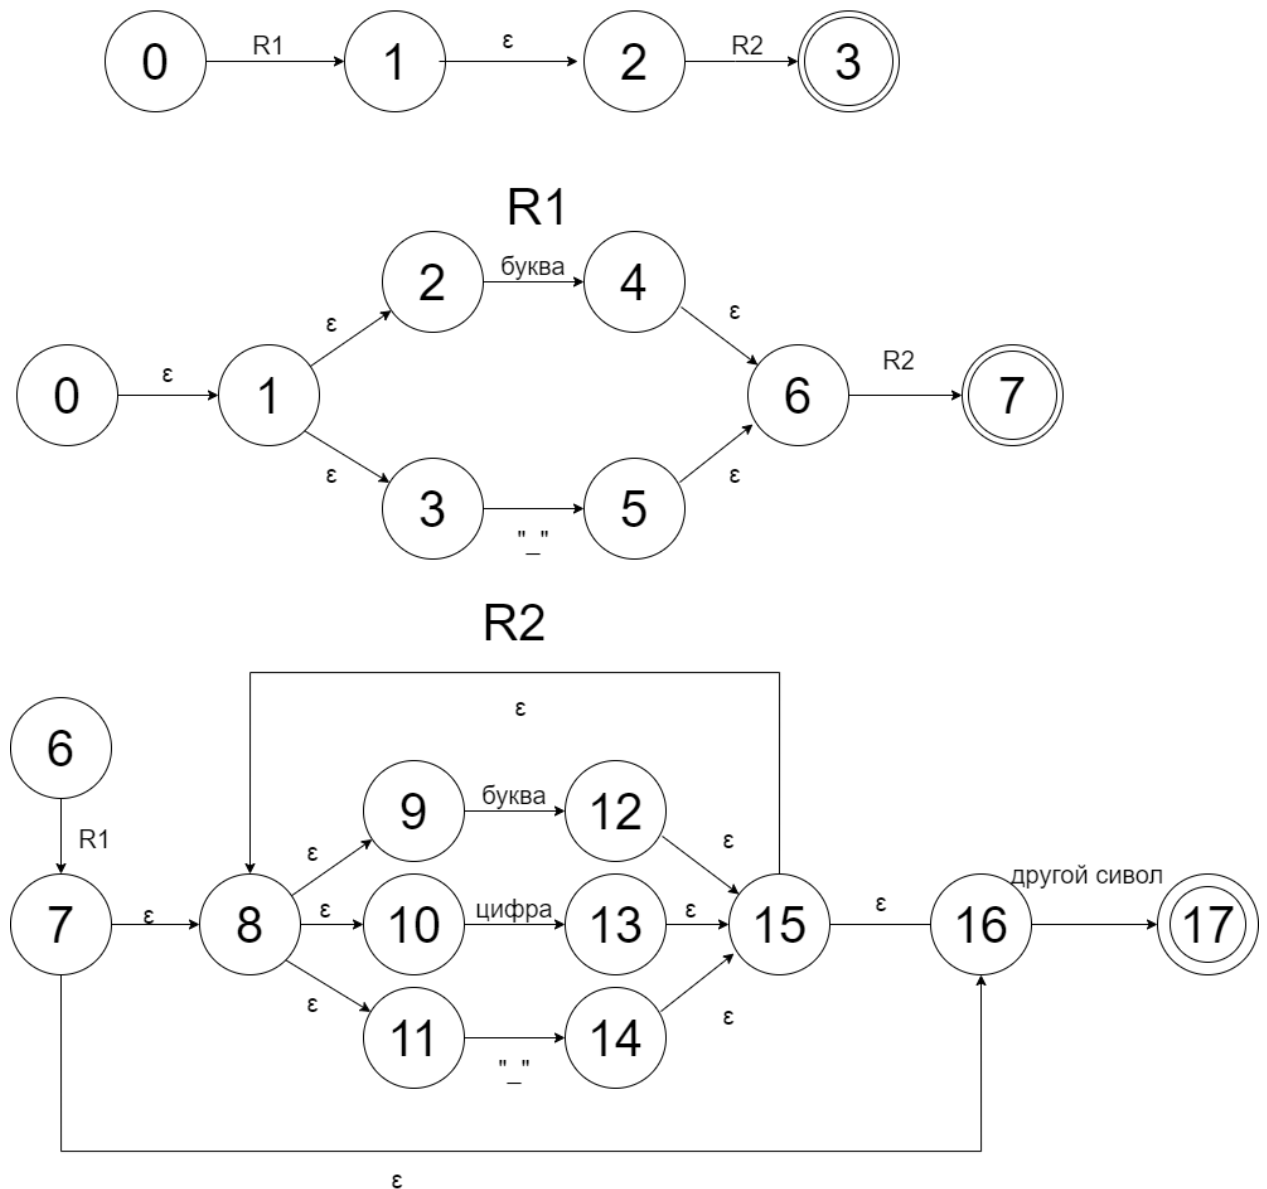 0 R1 1 ε 2 R2 3
R1
2 буква 4
ε ε
0 ε 1 6 R2 7
ε ε
3 "_" 5
R2
ε
6
9 буква 12
R1 ε ε другой сивол
7 ε 8 ε 10 цифра 13 ε 15 ε 16 17
ε ε
11 "_" 14
ε